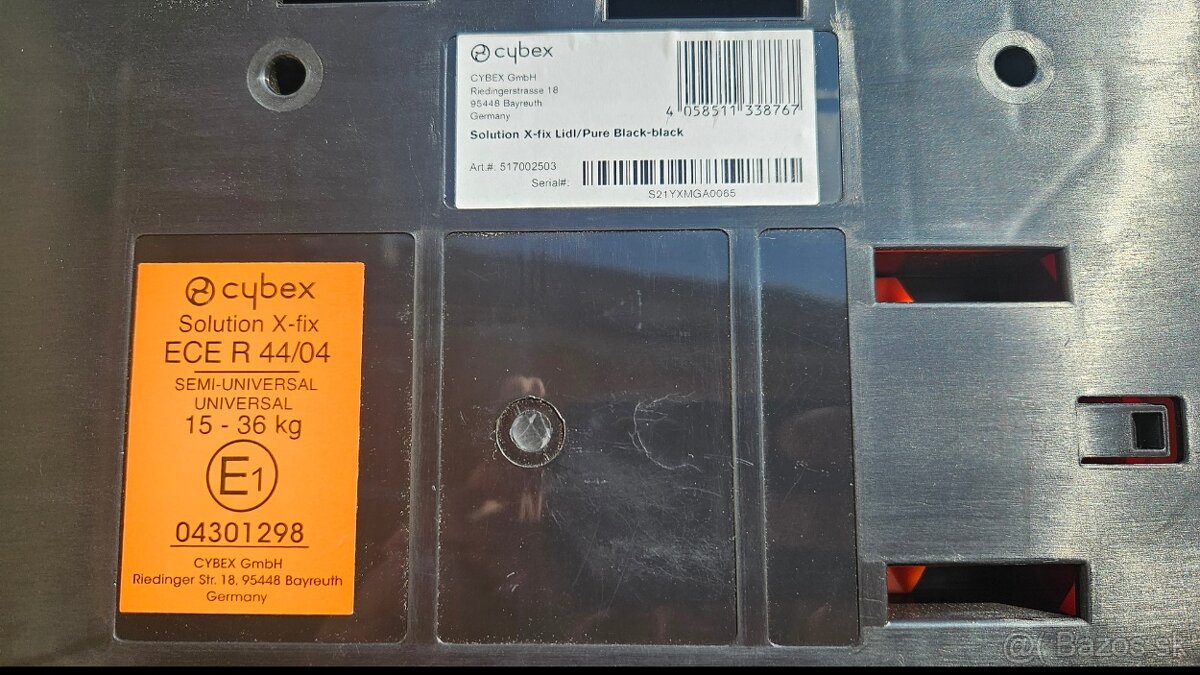 cybex
CYBEX GmbH
Riedingerstrasse 18
95448 Bayreuth
Germany
4 058511 338767
Solution X-fix Lidl/Pure Black-black
Art.#: 517002503
Serial#:
S21YXMGA0065
cybex
Solution X-fix
ECE R 44/04
SEMI-UNIVERSAL
UNIVERSAL
15 - 36 kg
E1
04301298
CYBEX GmbH
Riedinger Str. 18, 95448 Bayreuth
Germany
@( Bazos.sk